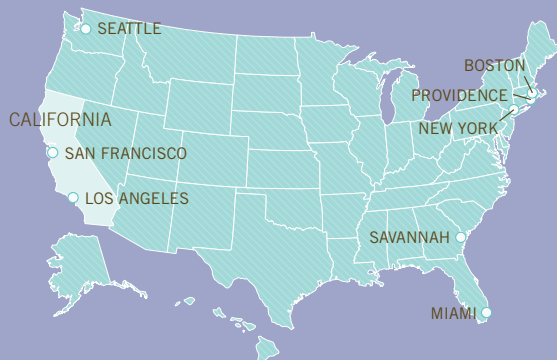 SEATTLE
BOSTON
PROVIDENCE
CALIFORNIA
NEW YORK
SAN FRANCISCO
LOS ANGELES
SAVANNAH
MIAMI